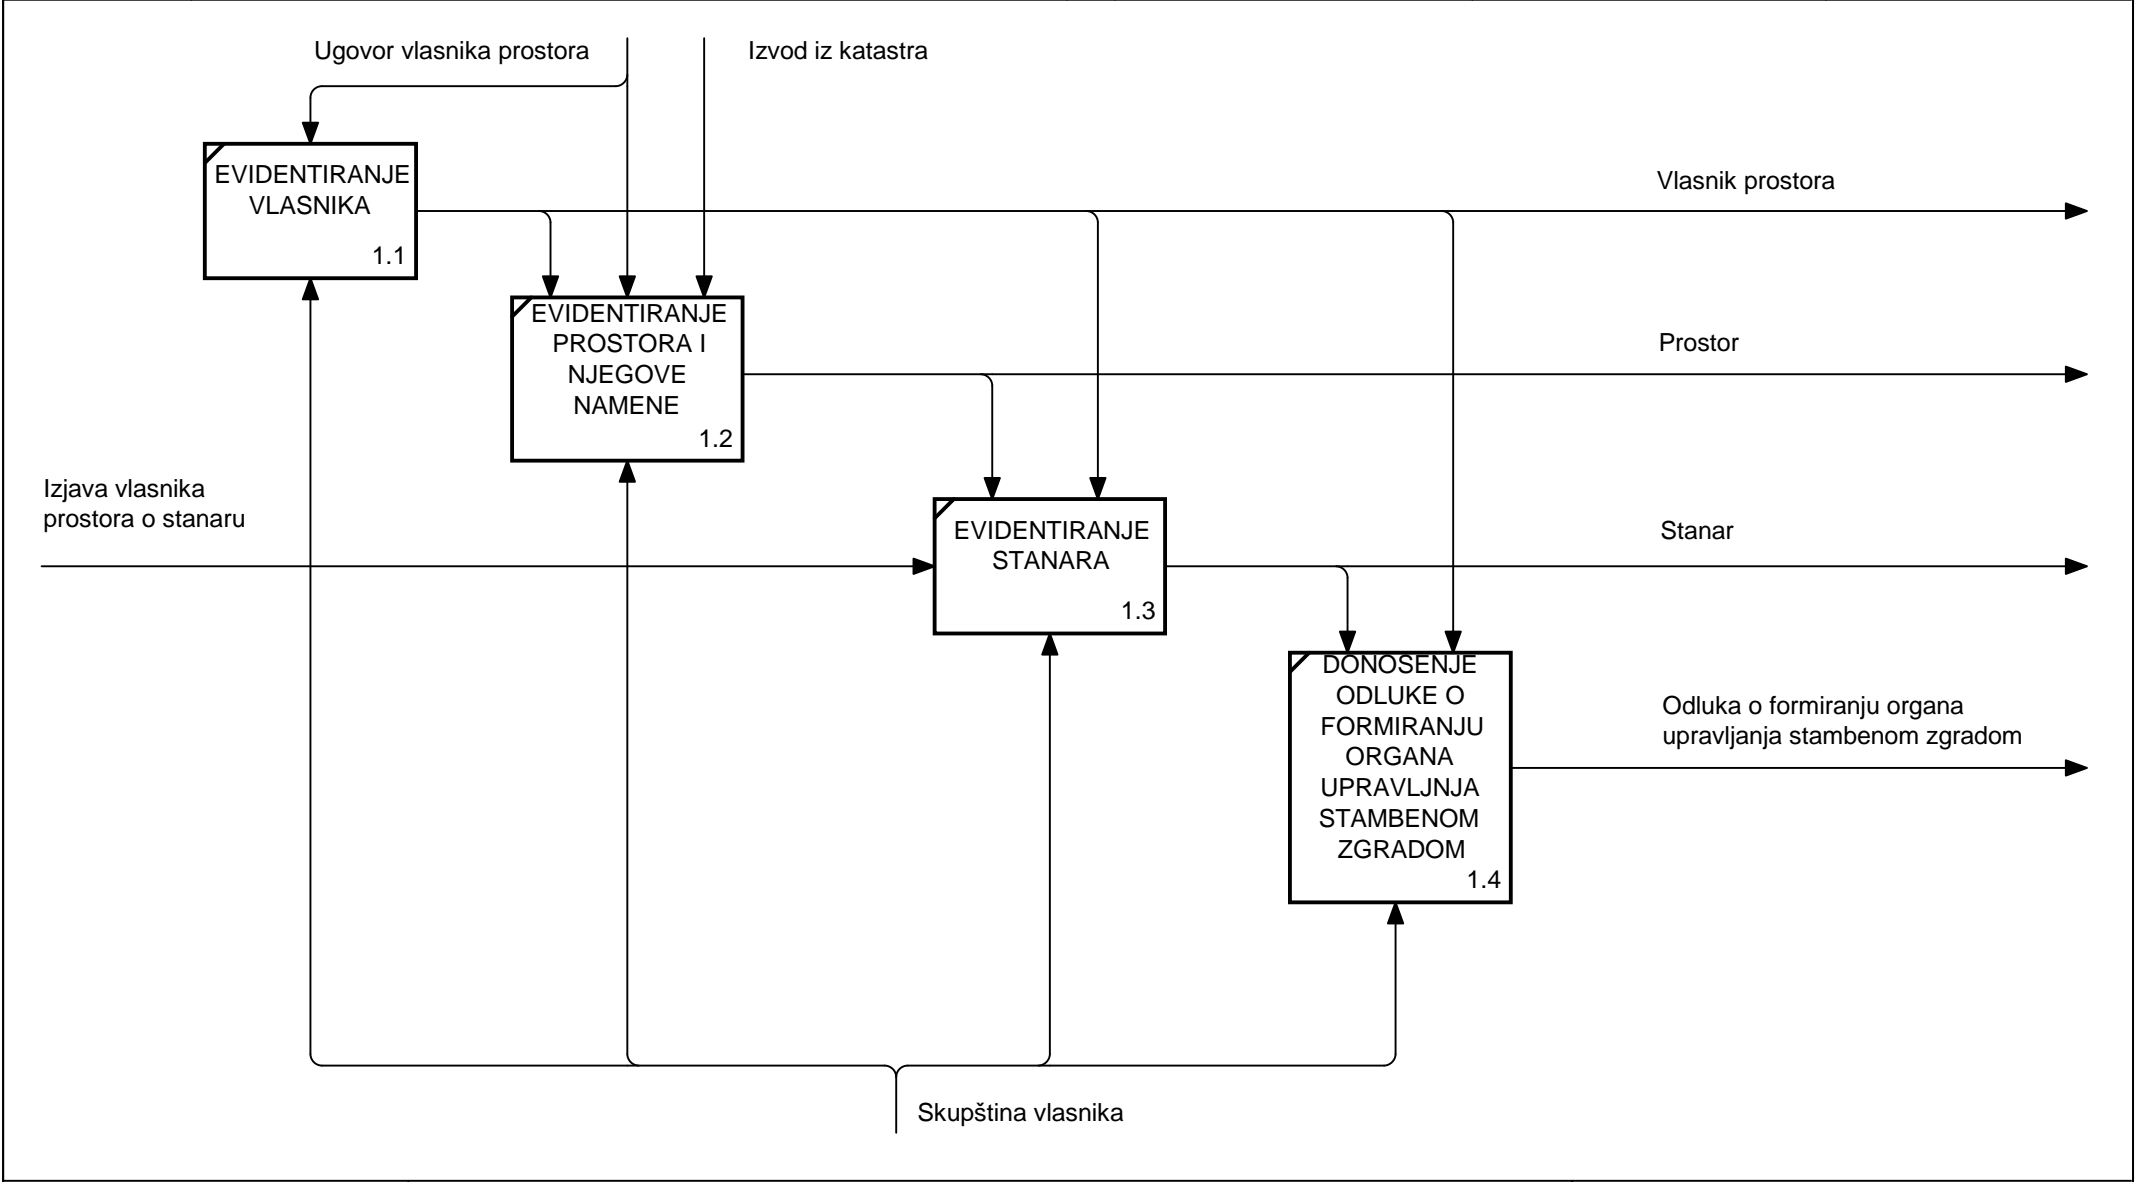 Ugovor vlasnika prostora
Izvod iz katastra
EVIDENTIRANJE
VLASNIKA
1.1
Vlasnik prostora
EVIDENTIRANJE
PROSTORA I
NJEGOVE
NAMENE
1.2
Prostor
Izjava vlasnika
prostora o stanaru
EVIDENTIRANJE
STANARA
1.3
Stanar
DONOSENJE
ODLUKE O
FORMIRANJU
ORGANA
UPRAVLJNJA
STAMBENOM
ZGRADOM
1.4
Odluka o formiranju organa
upravljanja stambenom zgradom
Skupština vlasnika